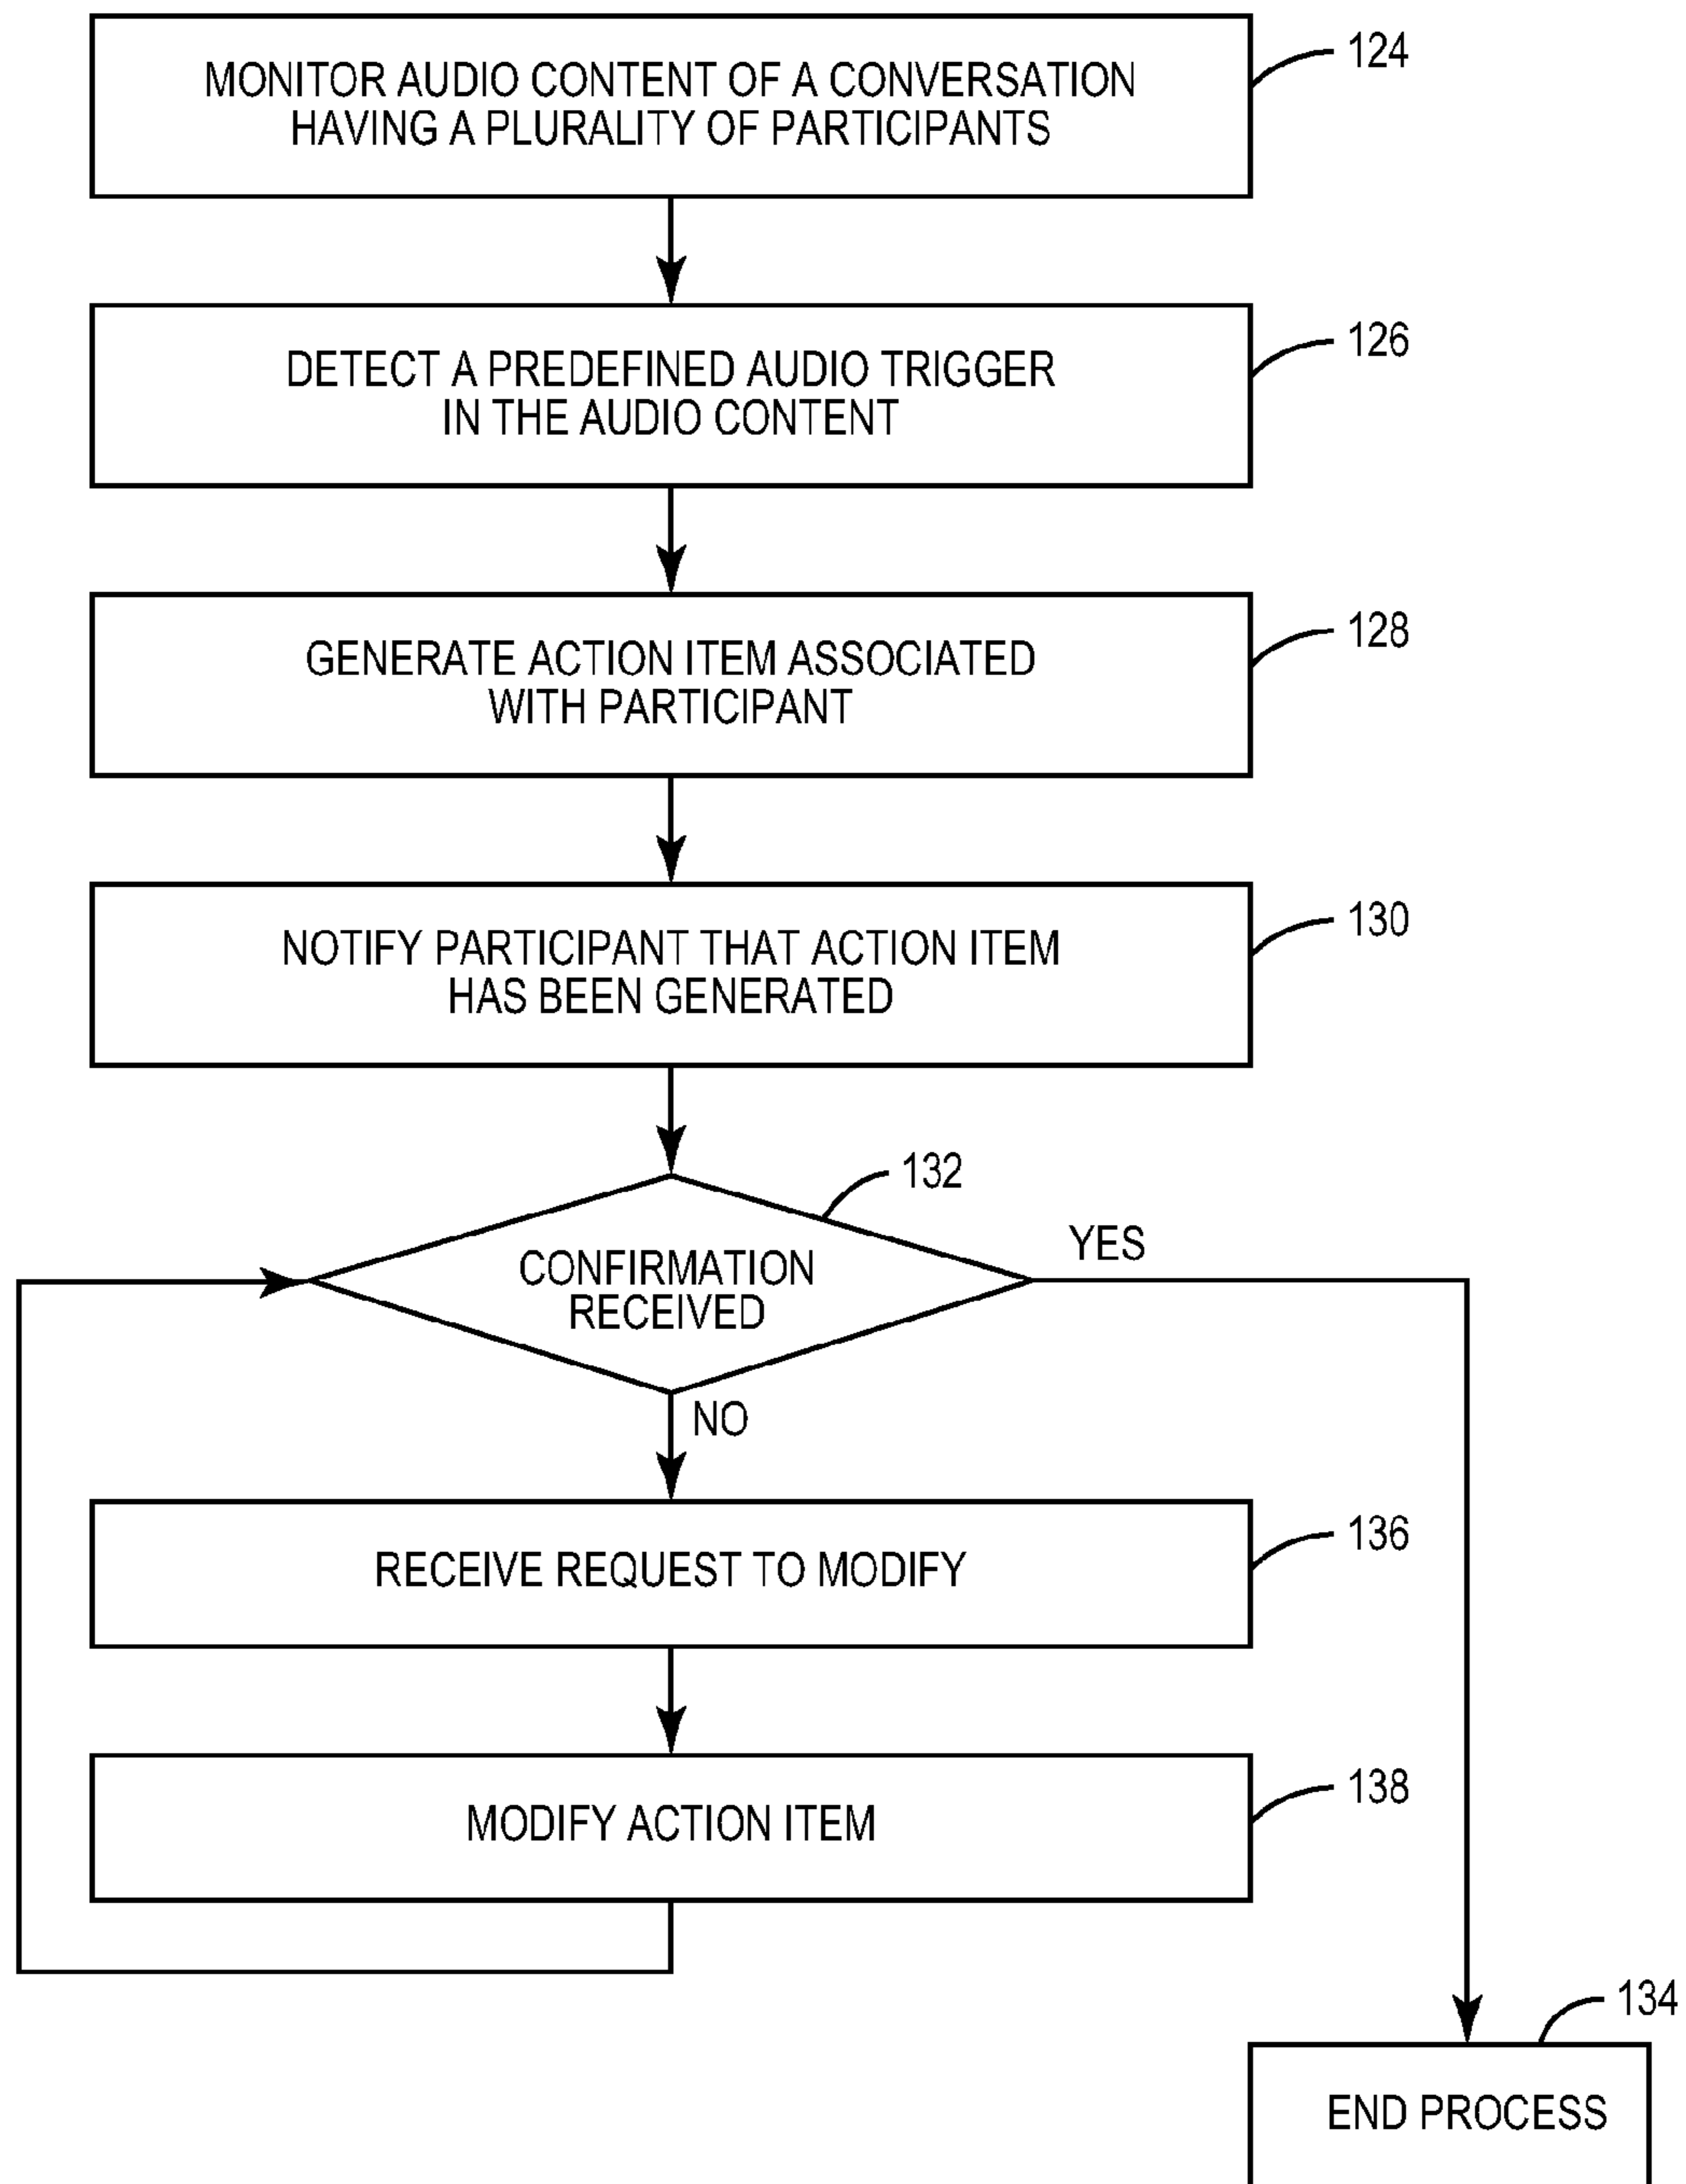 MONITOR AUDIO CONTENT OF A CONVERSATION
HAVING A PLURALITY OF PARTICIPANTS
124
DETECT A PREDEFINED AUDIO TRIGGER
IN THE AUDIO CONTENT
126
GENERATE ACTION ITEM ASSOCIATED
WITH PARTICIPANT
128
NOTIFY PARTICIPANT THAT ACTION ITEM
HAS BEEN GENERATED
130
132
CONFIRMATION
RECEIVED
YES
NO
RECEIVE REQUEST TO MODIFY
136
MODIFY ACTION ITEM
138
134
END PROCESS